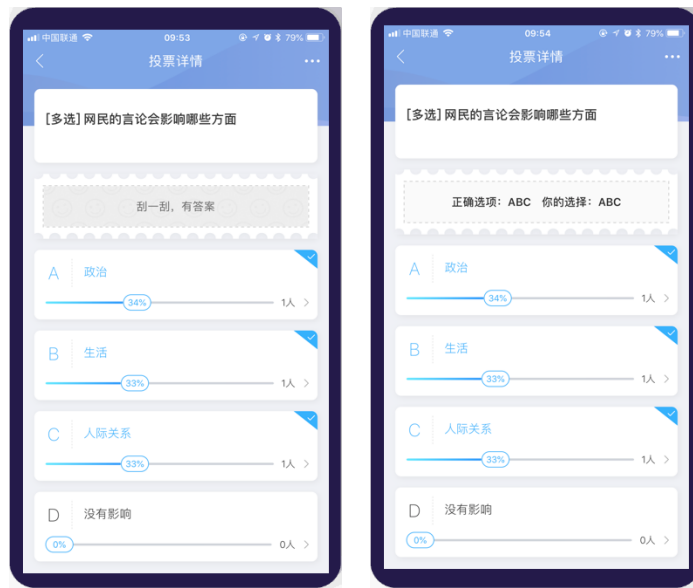 中国联通 09:53 79%
投票详情
[多选] 网民的言论会影响哪些方面
刮一刮，有答案
A 政治
34% 1人
B 生活
33% 1人
C 人际关系
33% 1人
D 没有影响
0% 0人
中国联通 09:54 79%
投票详情
[多选] 网民的言论会影响哪些方面
正确选项：ABC 你的选择：ABC
A 政治
34% 1人
B 生活
33% 1人
C 人际关系
33% 1人
D 没有影响
0% 0人